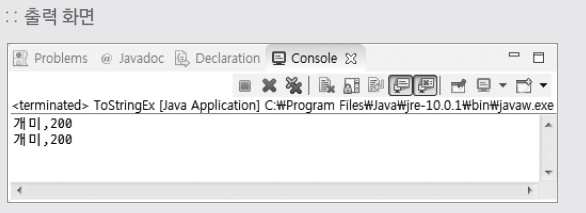 :: 출력 화면
Problems @ Javadoc Declaration Console
<terminated> ToStringEx [Java Application] C:₩Program Files₩Java₩jre-10.0.1₩bin₩javaw.exe
개미,200
개미,200